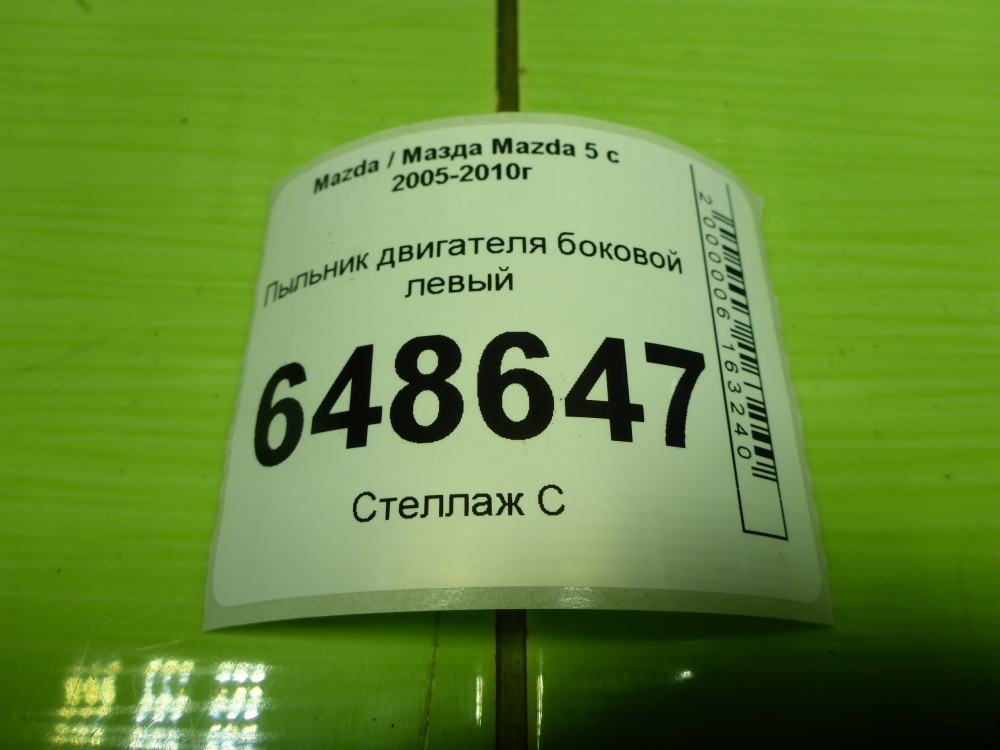 Mazda / Мазда Mazda 5 с
2005-2010г
Пыльник двигателя боковой
левый
648647
Стеллаж С
2000006163240